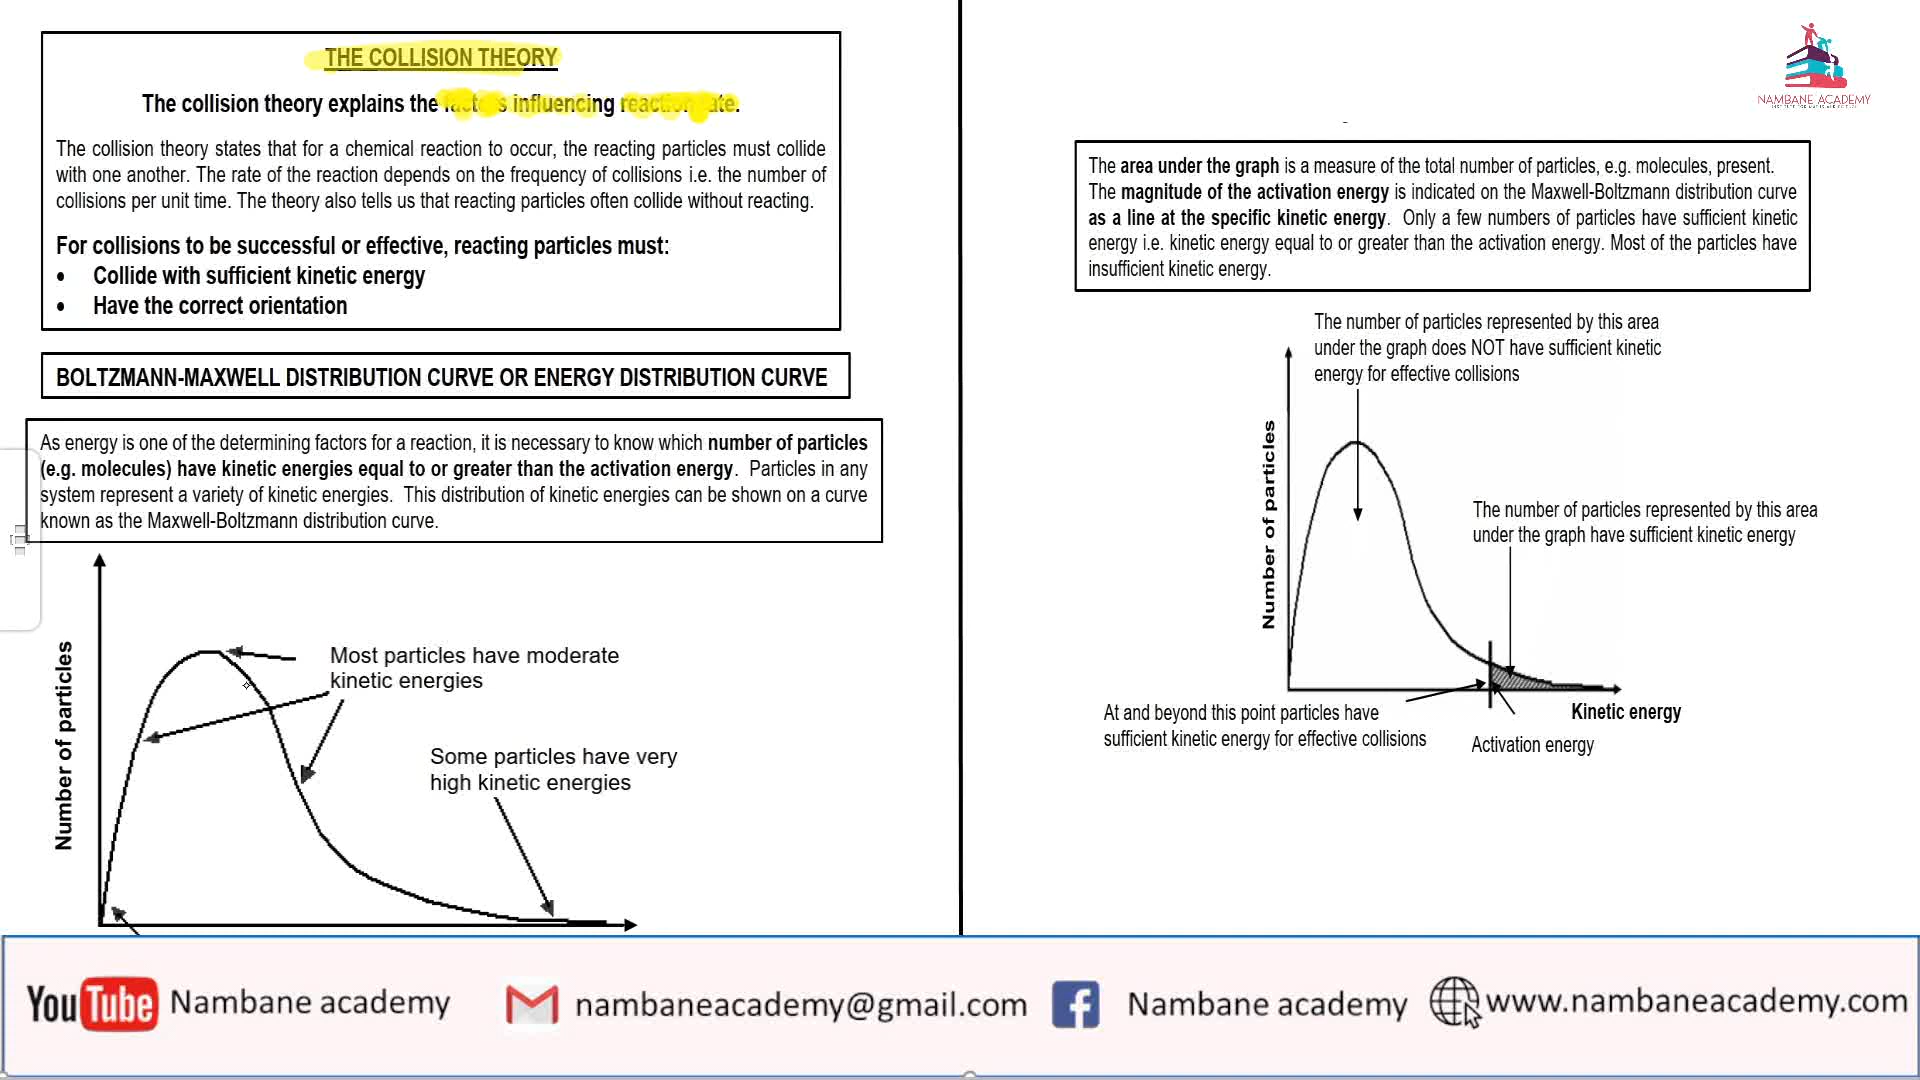 THE COLLISION THEORY
The collision theory explains the factors influencing reaction rate.
The collision theory states that for a chemical reaction to occur, the reacting particles must collide
with one another. The rate of the reaction depends on the frequency of collisions i.e. the number of
collisions per unit time. The theory also tells us that reacting particles often collide without reacting.
For collisions to be successful or effective, reacting particles must:
• Collide with sufficient kinetic energy
• Have the correct orientation
BOLTZMANN-MAXWELL DISTRIBUTION CURVE OR ENERGY DISTRIBUTION CURVE
As energy is one of the determining factors for a reaction, it is necessary to know which number of particles
(e.g. molecules) have kinetic energies equal to or greater than the activation energy. Particles in any
system represent a variety of kinetic energies. This distribution of kinetic energies can be shown on a curve
known as the Maxwell-Boltzmann distribution curve.
Number of particles
Most particles have moderate
kinetic energies
Some particles have very
high kinetic energies
NAMBANE ACADEMY
The area under the graph is a measure of the total number of particles, e.g. molecules, present.
The magnitude of the activation energy is indicated on the Maxwell-Boltzmann distribution curve
as a line at the specific kinetic energy. Only a few numbers of particles have sufficient kinetic
energy i.e. kinetic energy equal to or greater than the activation energy. Most of the particles have
insufficient kinetic energy.
The number of particles represented by this area
under the graph does NOT have sufficient kinetic
energy for effective collisions
Number of particles
The number of particles represented by this area
under the graph have sufficient kinetic energy
At and beyond this point particles have
sufficient kinetic energy for effective collisions
Kinetic energy
Activation energy
YouTube Nambane academy
nambaneacademy@gmail.com
Nambane academy
www.nambaneacademy.com